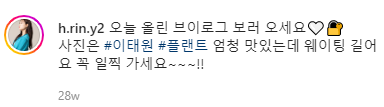 h.rin.y2 오늘 올린 브이로그 보러 오세요🤍🔐
사진은 #이태원 #플랜트 엄청 맛있는데 웨이팅 길어
요 꼭 일찍 가세요~~~!!
28w